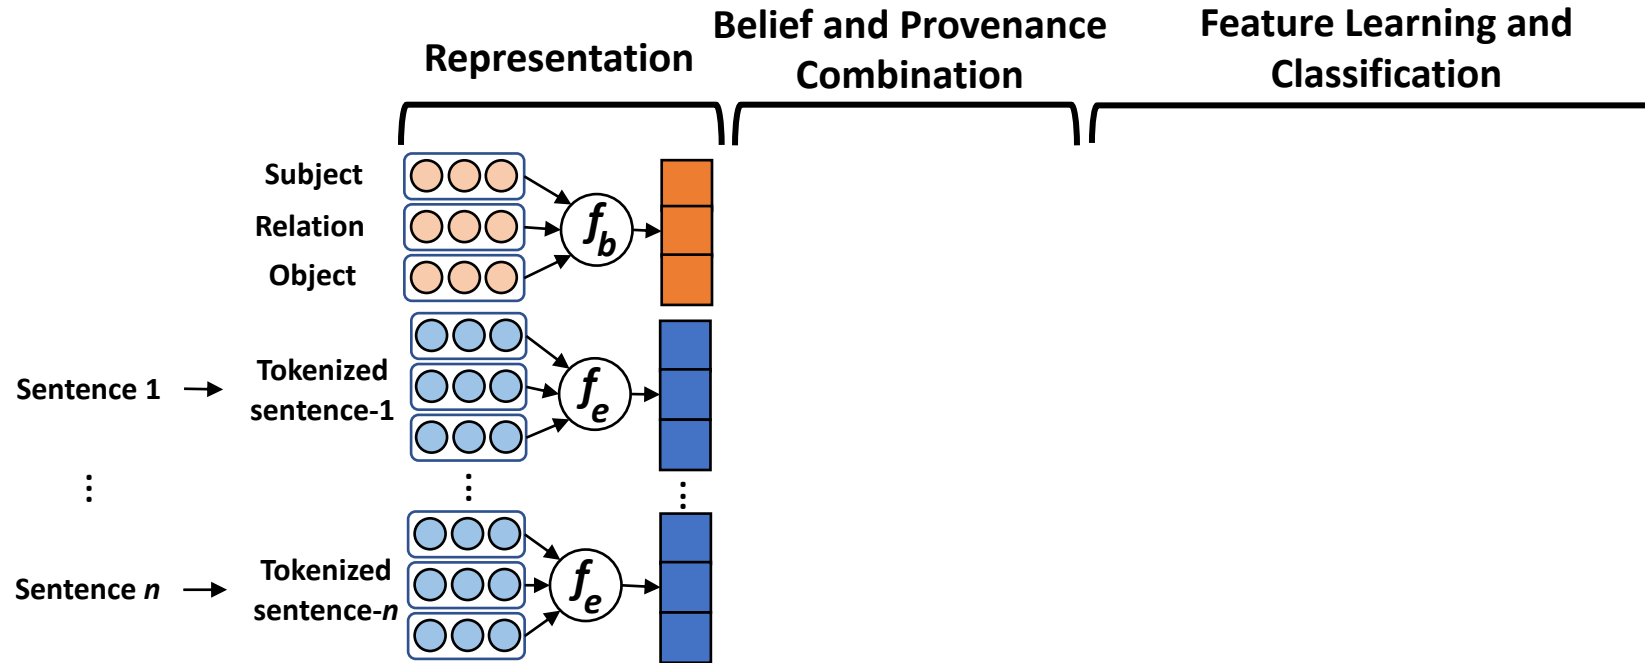 Representation
Belief and Provenance
Combination
Feature Learning and
Classification
Subject
Relation
Object
f_b
Sentence 1
Tokenized
sentence-1
f_e
⋮
⋮
⋮
Sentence n
Tokenized
sentence-n
f_e